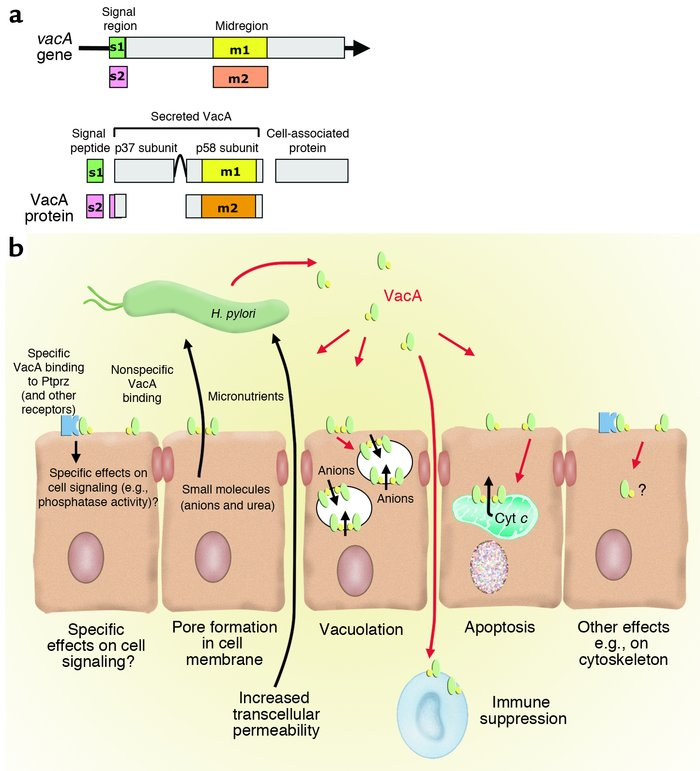 a
Signal
region
Midregion
vacA
gene
s1
m1
s2
m2
Secreted VacA
Signal
peptide
p37 subunit
p58 subunit
Cell-associated
protein
s1
m1
VacA
protein
s2
m2
b
H. pylori
VacA
Specific
VacA binding
to Ptprz
(and other
receptors)
Nonspecific
VacA
binding
Micronutrients
Specific effects on
cell signaling (e.g.,
phosphatase activity)?
Small molecules
(anions and urea)
Anions
Anions
Cyt c
?
Specific
effects on cell
signaling?
Pore formation
in cell
membrane
Vacuolation
Apoptosis
Other effects
e.g., on
cytoskeleton
Increased
transcellular
permeability
Immune
suppression